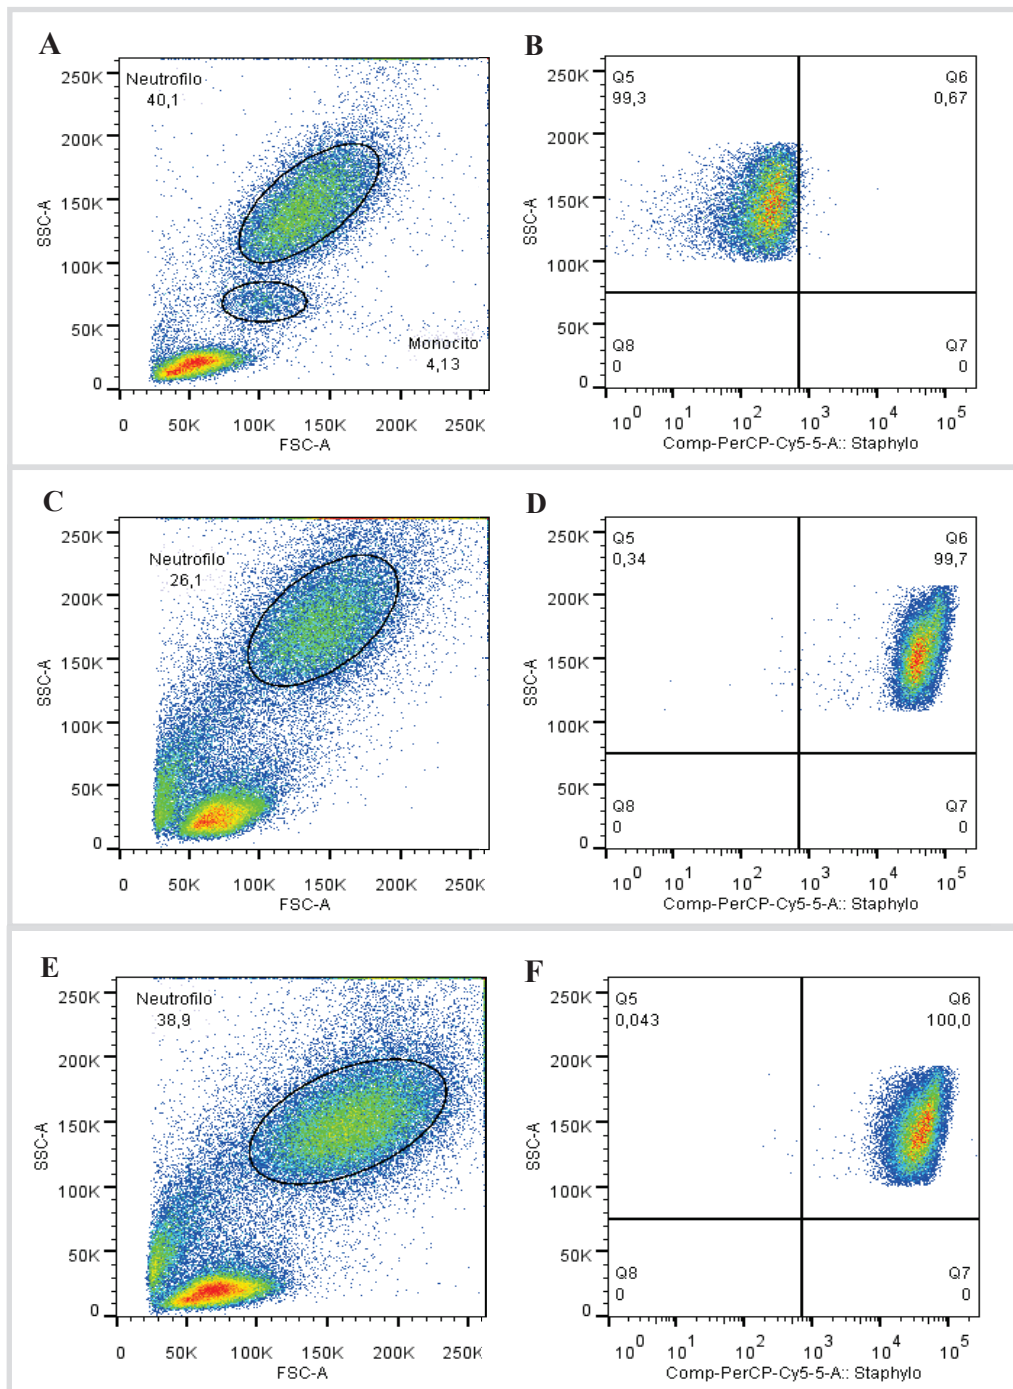 A
Neutrofilo
40,1
250K
200K
150K
100K
50K
0
SSC-A
Monocito
4,13
0 50K 100K 150K 200K 250K
FSC-A
B
Q5
99,3
Q6
0,67
250K
200K
150K
100K
50K
0
SSC-A
Q8
0
Q7
0
10^0 10^1 10^2 10^3 10^4 10^5
Comp-PerCP-Cy5-5-A:: Staphylo
C
Neutrofilo
26,1
250K
200K
150K
100K
50K
0
SSC-A
0 50K 100K 150K 200K 250K
FSC-A
D
Q5
0,34
Q6
99,7
250K
200K
150K
100K
50K
0
SSC-A
Q8
0
Q7
0
10^0 10^1 10^2 10^3 10^4 10^5
Comp-PerCP-Cy5-5-A:: Staphylo
E
Neutrofilo
38,9
250K
200K
150K
100K
50K
0
SSC-A
0 50K 100K 150K 200K 250K
FSC-A
F
Q5
0,043
Q6
100,0
250K
200K
150K
100K
50K
0
SSC-A
Q8
0
Q7
0
10^0 10^1 10^2 10^3 10^4 10^5
Comp-PerCP-Cy5-5-A:: Staphylo